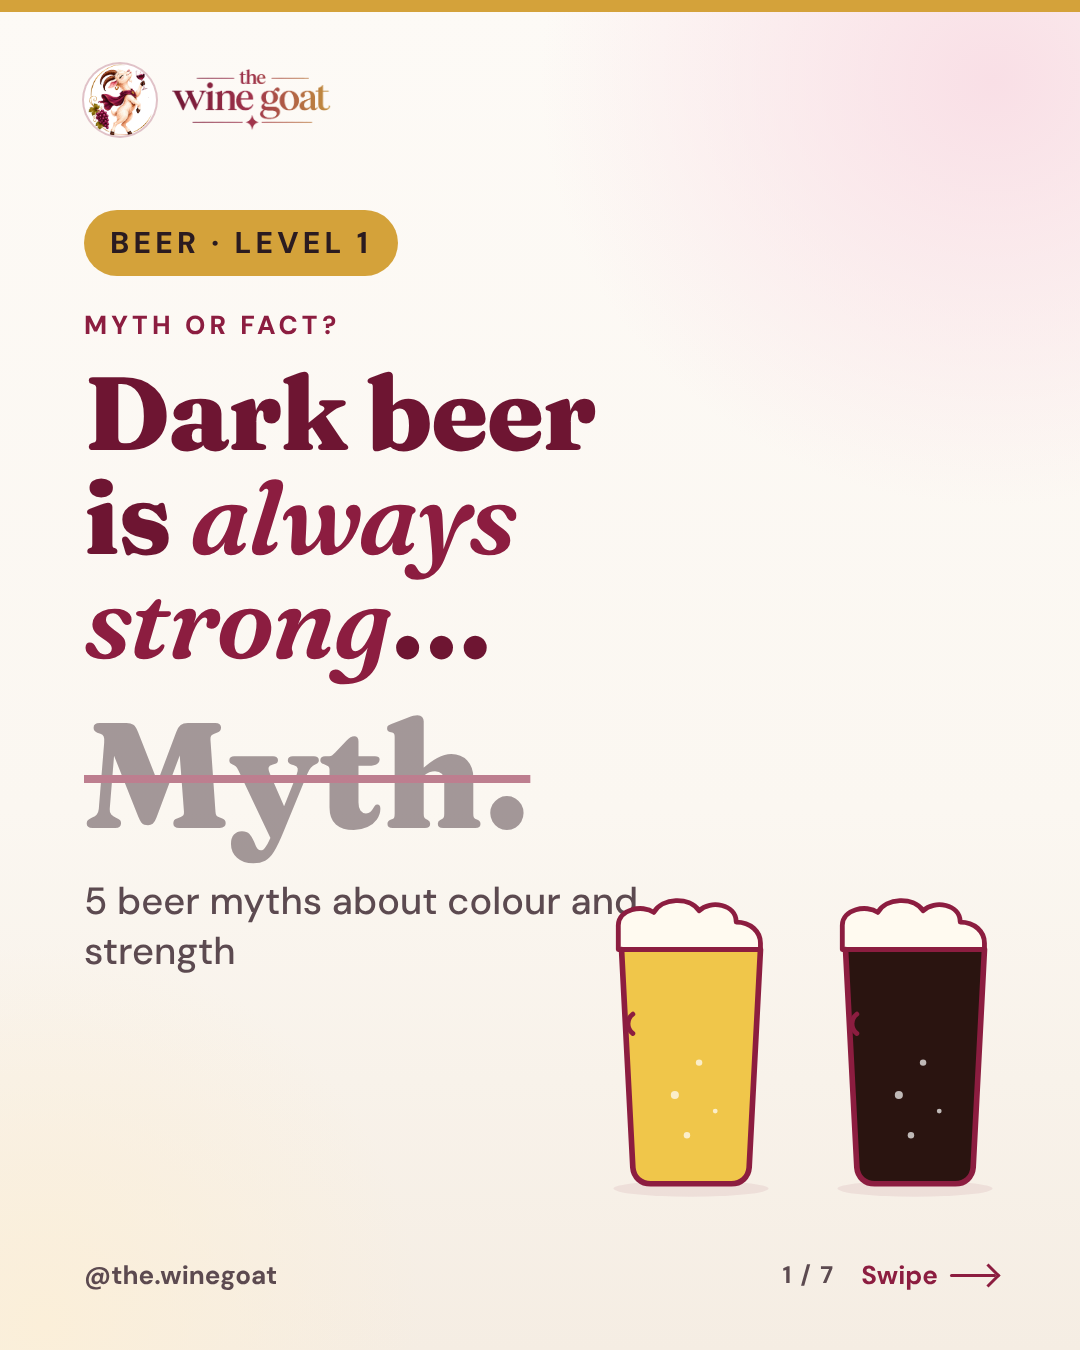 the
wine goat
BEER · LEVEL 1
MYTH OR FACT?
Dark beer
is always
strong...
Myth.
5 beer myths about colour and
strength
@the.winegoat
1 / 7 Swipe